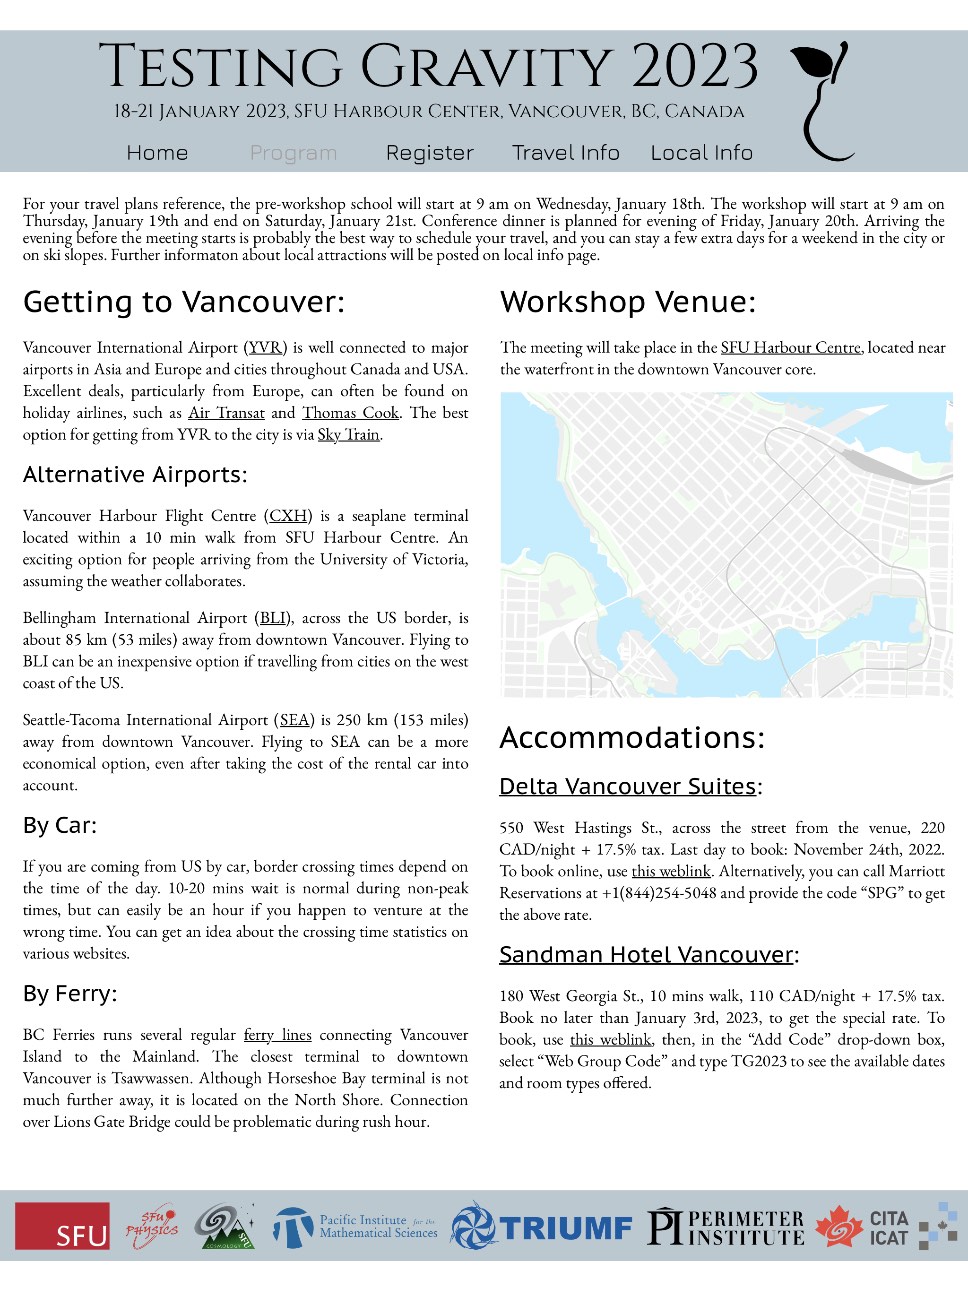 Testing Gravity 2023
18-21 January 2023, SFU Harbour Center, Vancouver, BC, Canada
Home Program Register Travel Info Local Info
For your travel plans reference, the pre-workshop school will start at 9 am on Wednesday, January 18th. The workshop will start at 9 am on
Thursday, January 19th and end on Saturday, January 21st. Conference dinner is planned for evening of Friday, January 20th. Arriving the
evening before the meeting starts is probably the best way to schedule your travel, and you can stay a few extra days for a weekend in the city or
on ski slopes. Further informaton about local attractions will be posted on local info page.
Getting to Vancouver:
Vancouver International Airport (YVR) is well connected to major
airports in Asia and Europe and cities throughout Canada and USA.
Excellent deals, particularly from Europe, can often be found on
holiday airlines, such as Air Transat and Thomas Cook. The best
option for getting from YVR to the city is via Sky Train.
Alternative Airports:
Vancouver Harbour Flight Centre (CXH) is a seaplane terminal
located within a 10 min walk from SFU Harbour Centre. An
exciting option for people arriving from the University of Victoria,
assuming the weather collaborates.
Bellingham International Airport (BLI), across the US border, is
about 85 km (53 miles) away from downtown Vancouver. Flying to
BLI can be an inexpensive option if travelling from cities on the west
coast of the US.
Seattle-Tacoma International Airport (SEA) is 250 km (153 miles)
away from downtown Vancouver. Flying to SEA can be a more
economical option, even after taking the cost of the rental car into
account.
By Car:
If you are coming from US by car, border crossing times depend on
the time of the day. 10-20 mins wait is normal during non-peak
times, but can easily be an hour if you happen to venture at the
wrong time. You can get an idea about the crossing time statistics on
various websites.
By Ferry:
BC Ferries runs several regular ferry lines connecting Vancouver
Island to the Mainland. The closest terminal to downtown
Vancouver is Tsawwassen. Although Horseshoe Bay terminal is not
much further away, it is located on the North Shore. Connection
over Lions Gate Bridge could be problematic during rush hour.
Workshop Venue:
The meeting will take place in the SFU Harbour Centre, located near
the waterfront in the downtown Vancouver core.
Accommodations:
Delta Vancouver Suites:
550 West Hastings St., across the street from the venue, 220
CAD/night + 17.5% tax. Last day to book: November 24th, 2022.
To book online, use this weblink. Alternatively, you can call Marriott
Reservations at +1(844)254-5048 and provide the code “SPG” to get
the above rate.
Sandman Hotel Vancouver:
180 West Georgia St., 10 mins walk, 110 CAD/night + 17.5% tax.
Book no later than January 3rd, 2023, to get the special rate. To
book, use this weblink, then, in the “Add Code” drop-down box,
select “Web Group Code” and type TG2023 to see the available dates
and room types offered.
SFU
SFU
PHYSICS
COSMOLOGY SFU
Pacific Institute for the
Mathematical Sciences
TRIUMF
PI PERIMETER
INSTITUTE
CITA
ICAT